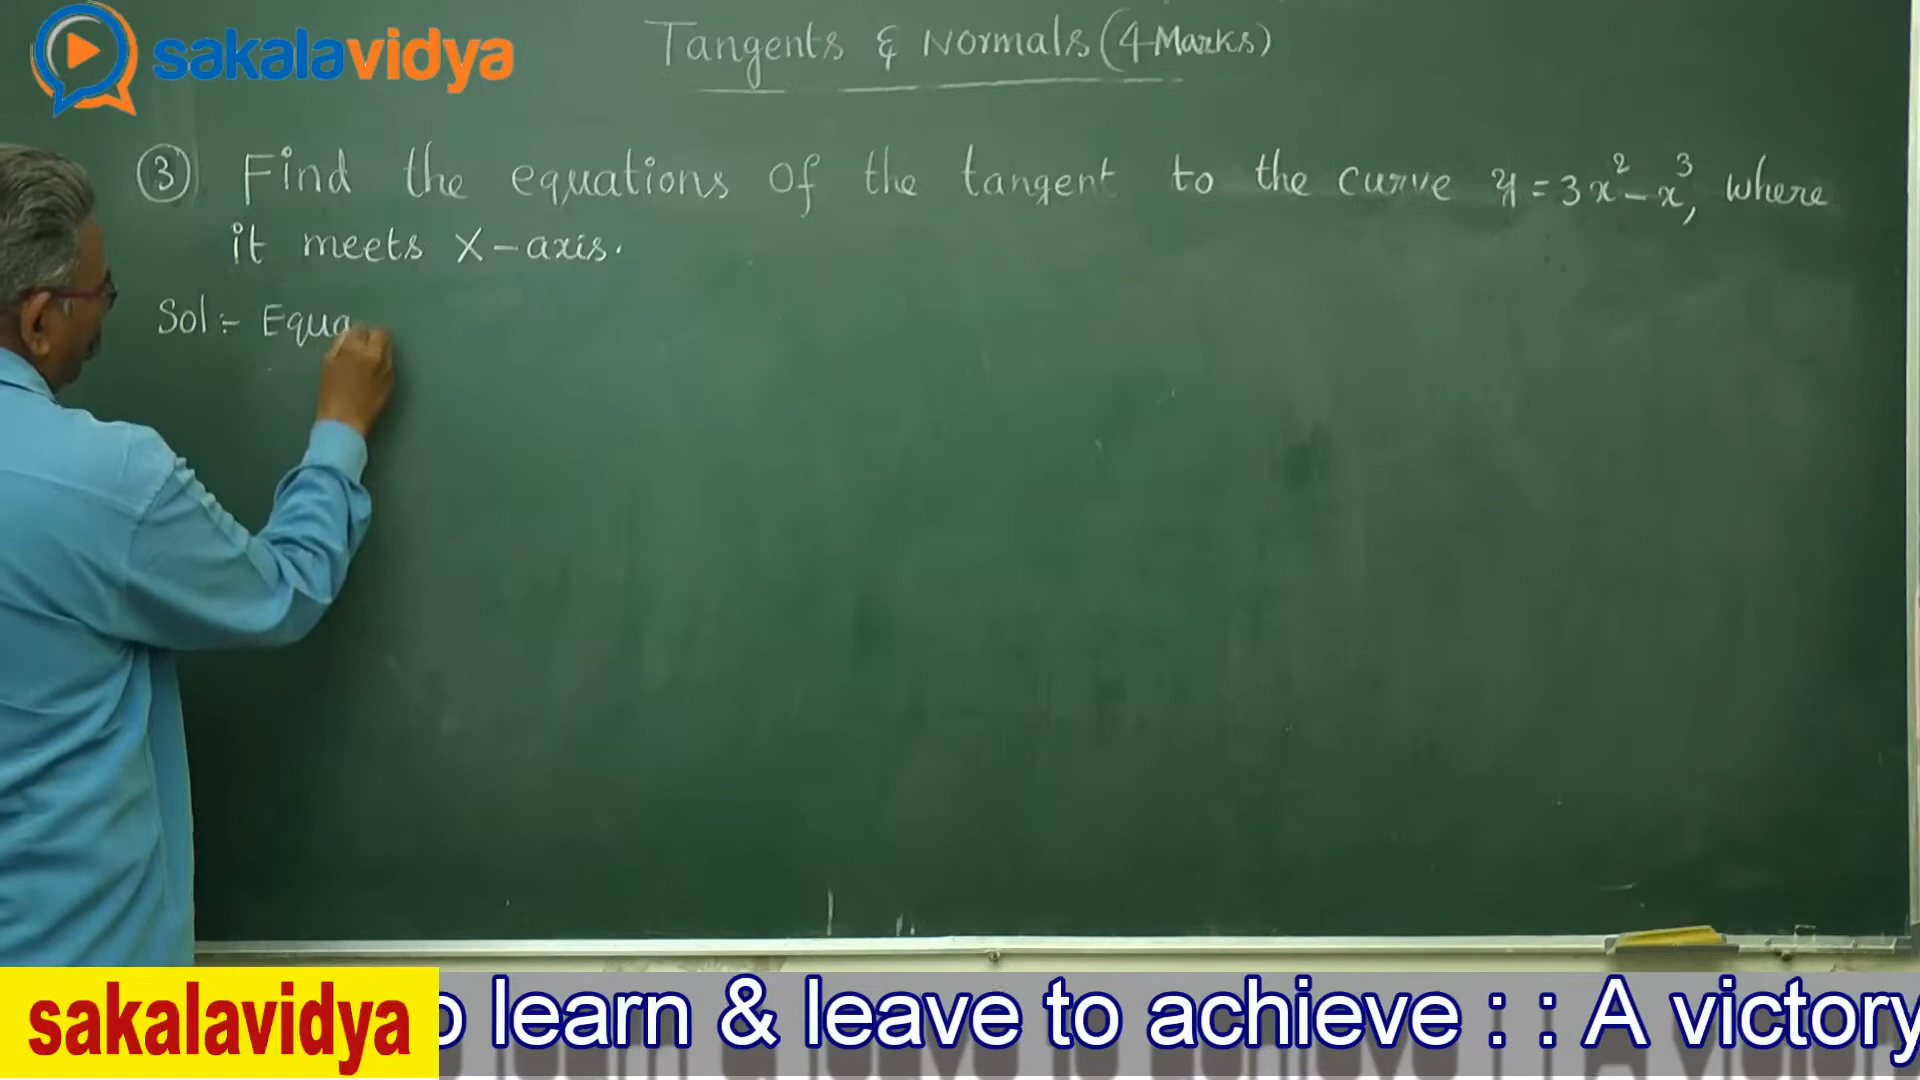 sakalavidya
Tangents & Normals (4 Marks)
③ Find the equations of the tangent to the curve y = 3x² - x³, where
it meets X-axis.
Sol:- Equa
sakalavidya
o learn & leave to achieve : : A victory